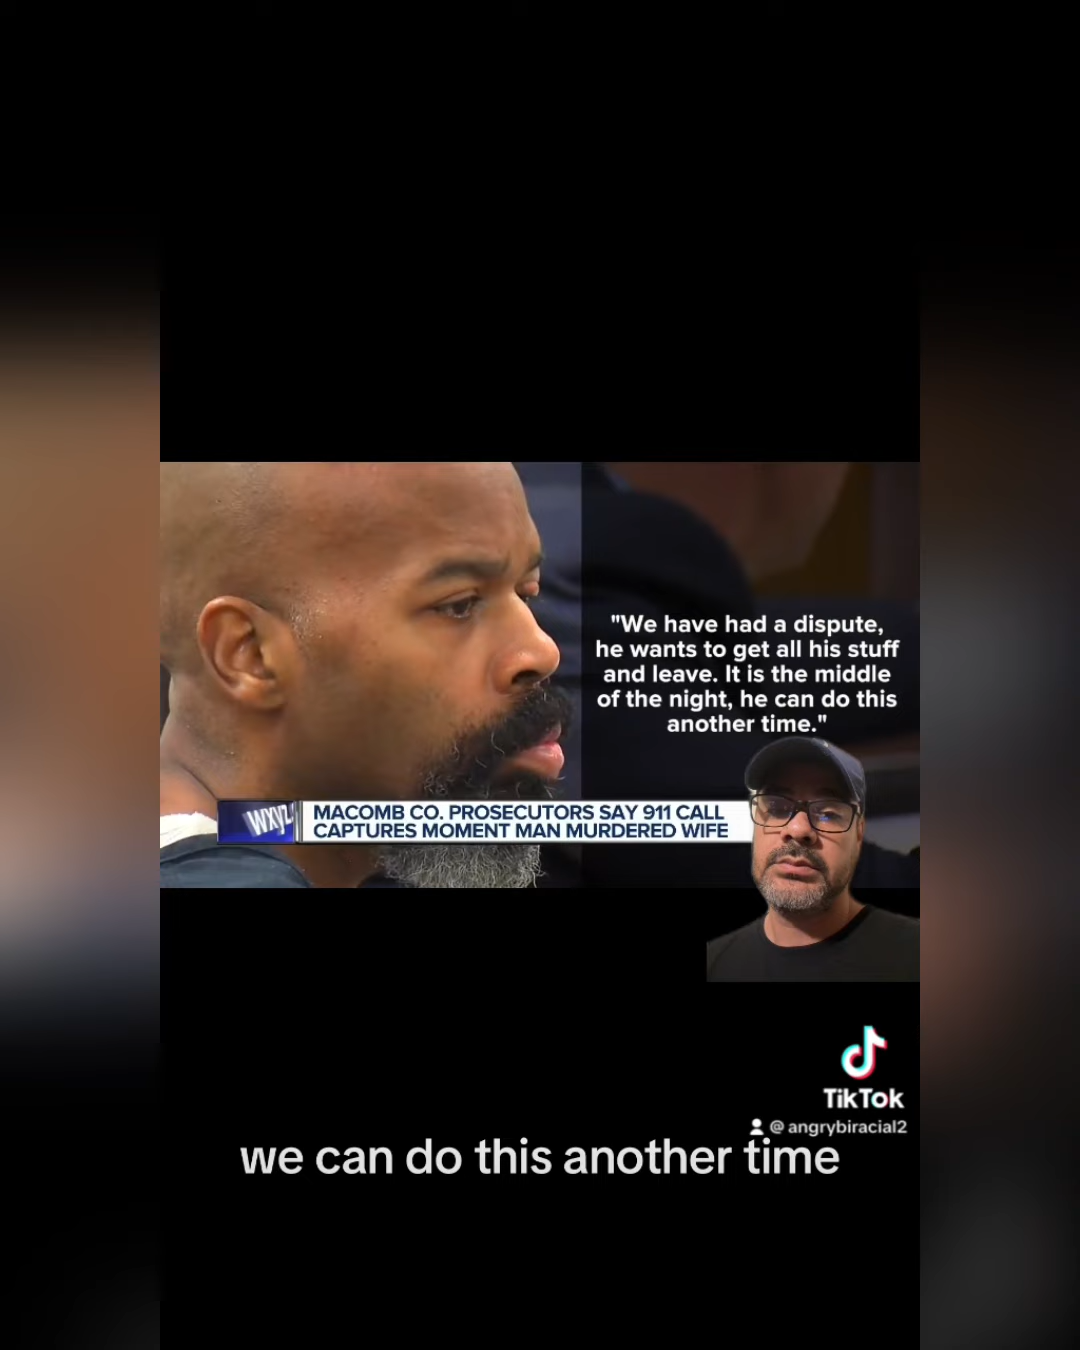 "We have had a dispute,
he wants to get all his stuff
and leave. It is the middle
of the night, he can do this
another time."
WXYZ
MACOMB CO. PROSECUTORS SAY 911 CALL
CAPTURES MOMENT MAN MURDERED WIFE
TikTok
@angrybiracial2
we can do this another time